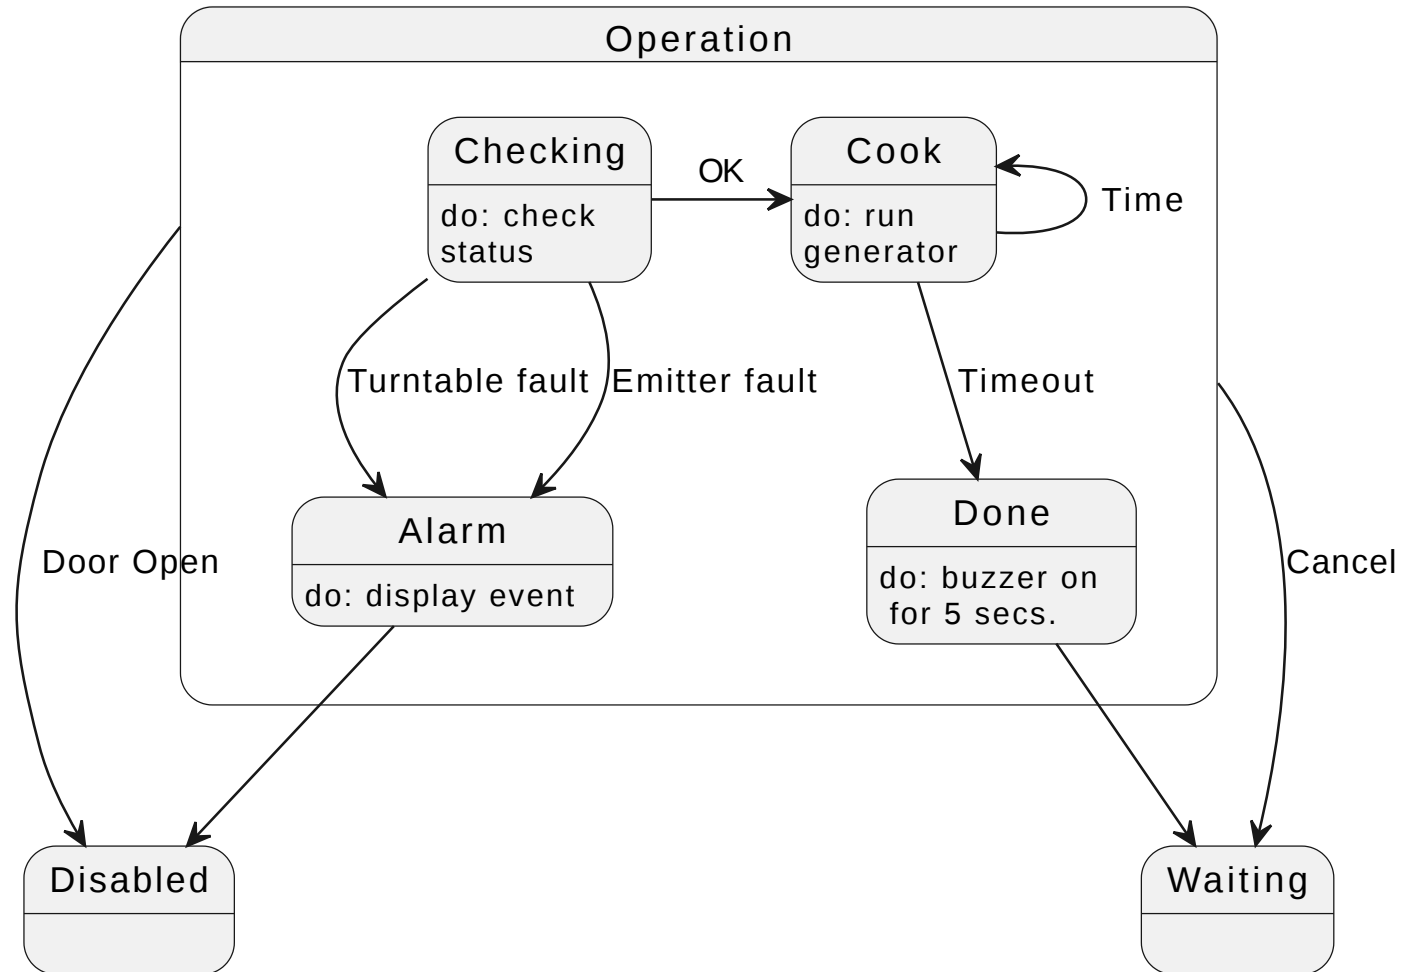 Operation
Checking
do: check
status
OK
Cook
do: run
generator
Time
Turntable fault
Emitter fault
Timeout
Alarm
do: display event
Done
do: buzzer on
for 5 secs.
Door Open
Cancel
Disabled
Waiting